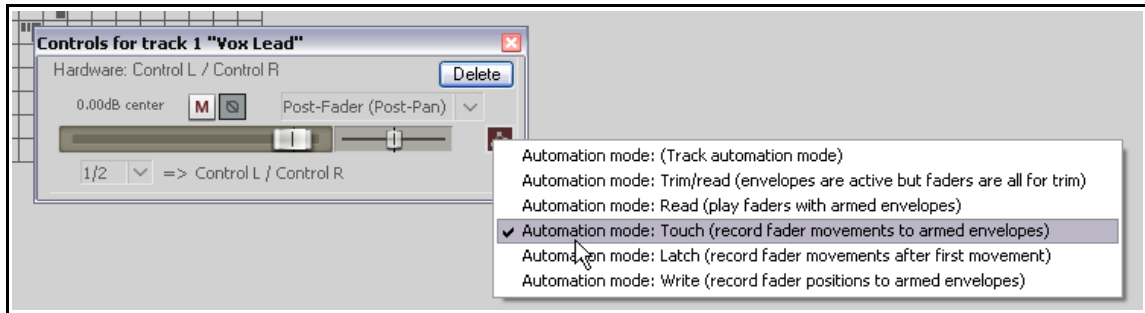 Controls for track 1 "Vox Lead"
Hardware: Control L / Control R
Delete
0.00dB center
M
Post-Fader (Post-Pan)
1/2
=> Control L / Control R
Automation mode: (Track automation mode)
Automation mode: Trim/read (envelopes are active but faders are all for trim)
Automation mode: Read (play faders with armed envelopes)
Automation mode: Touch (record fader movements to armed envelopes)
Automation mode: Latch (record fader movements after first movement)
Automation mode: Write (record fader positions to armed envelopes)